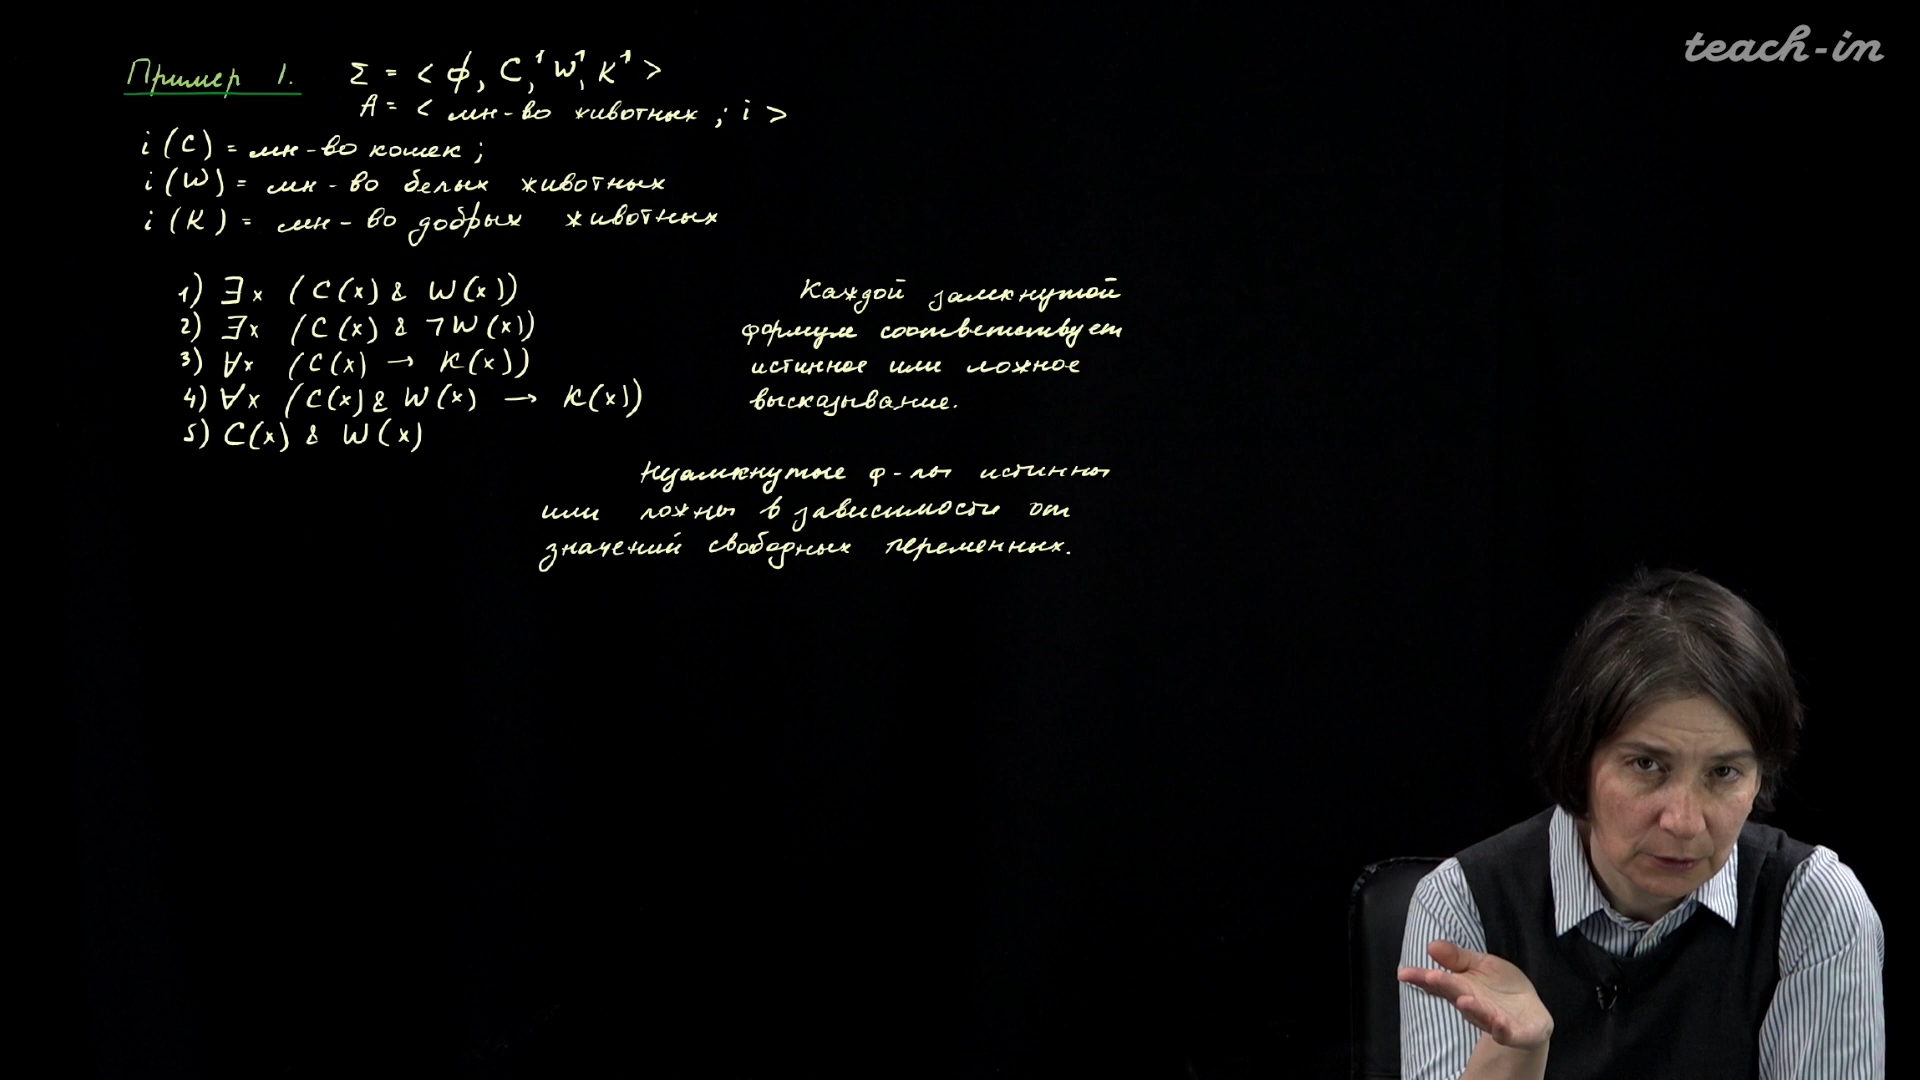 teach-in
Пример 1. Σ = < ϕ, C¹, W¹, K¹ >
A = < мн-во животных ; i >
i (C) = мн-во кошек ;
i (W) = мн-во белых животных
i (K) = мн-во добрых животных
1) ∃x (C(x) & W(x))
2) ∃x (C(x) & ¬W(x))
3) ∀x (C(x) → K(x))
4) ∀x (C(x) & W(x) → K(x))
5) C(x) & W(x)
Каждой замкнутой
формуле соответствует
истинное или ложное
высказывание.
Нзамкнутые ф-лы истинны
или ложны в зависимости от
значений свободных переменных.